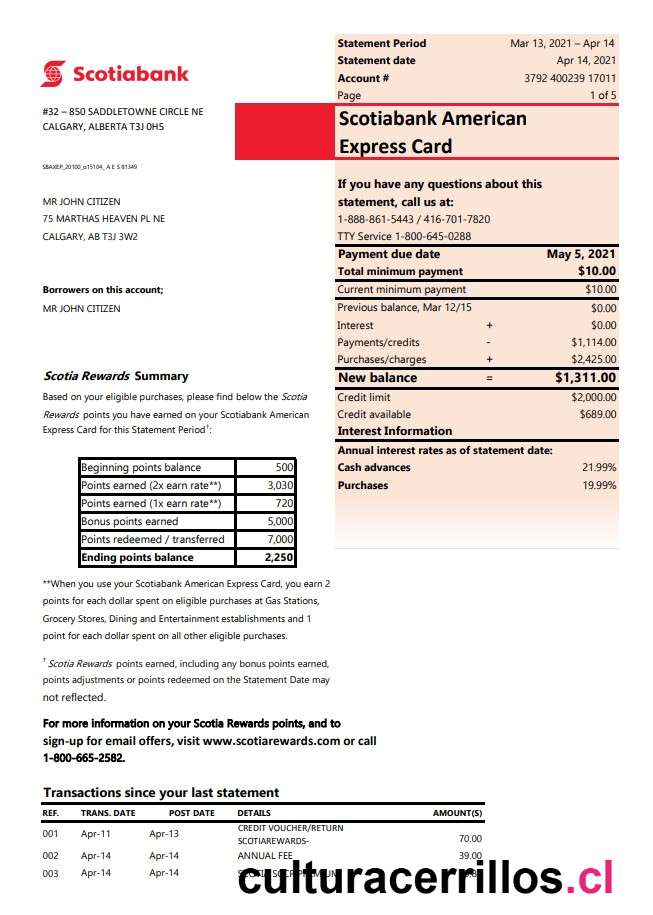 Scotiabank
#32 – 850 SADDLETOWNE CIRCLE NE
CALGARY, ALBERTA T3J 0H5
SBAXEP_20100_o15104_ A E S 81349
MR JOHN CITIZEN
75 MARTHAS HEAVEN PL NE
CALGARY, AB T3J 3W2
Borrowers on this account;
MR JOHN CITIZEN
Statement Period Mar 13, 2021 – Apr 14
Statement date Apr 14, 2021
Account # 3792 400239 17011
Page 1 of 5
Scotiabank American
Express Card
If you have any questions about this
statement, call us at:
1-888-861-5443 / 416-701-7820
TTY Service 1-800-645-0288
Payment due date May 5, 2021
Total minimum payment $10.00
Current minimum payment $10.00
Previous balance, Mar 12/15 $0.00
Interest + $0.00
Payments/credits - $1,114.00
Purchases/charges + $2,425.00
New balance = $1,311.00
Credit limit $2,000.00
Credit available $689.00
Interest Information
Annual interest rates as of statement date:
Cash advances 21.99%
Purchases 19.99%
Scotia Rewards Summary
Based on your eligible purchases, please find below the Scotia
Rewards points you have earned on your Scotiabank American
Express Card for this Statement Period†:
Beginning points balance 500
Points earned (2x earn rate**) 3,030
Points earned (1x earn rate**) 720
Bonus points earned 5,000
Points redeemed / transferred 7,000
Ending points balance 2,250
**When you use your Scotiabank American Express Card, you earn 2
points for each dollar spent on eligible purchases at Gas Stations,
Grocery Stores, Dining and Entertainment establishments and 1
point for each dollar spent on all other eligible purchases.
† Scotia Rewards points earned, including any bonus points earned,
points adjustments or points redeemed on the Statement Date may
not reflected.
For more information on your Scotia Rewards points, and to
sign-up for email offers, visit www.scotiarewards.com or call
1-800-665-2582.
Transactions since your last statement
REF. TRANS. DATE POST DATE DETAILS AMOUNT(S)
001 Apr-11 Apr-13 CREDIT VOUCHER/RETURN
SCOTIAREWARDS- 70.00
002 Apr-14 Apr-14 ANNUAL FEE 39.00
003 Apr-14 Apr-14
culturacerrillos.cl